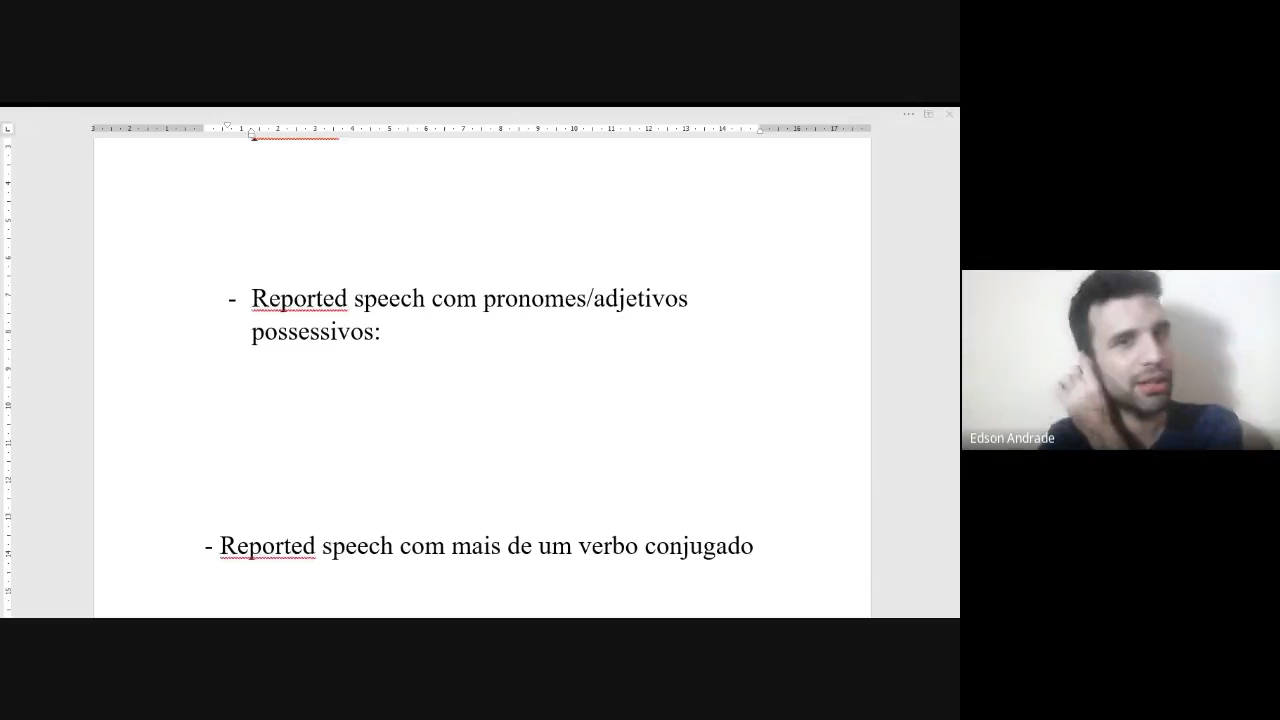 - Reported speech com pronomes/adjetivos
possessivos:
- Reported speech com mais de um verbo conjugado
Edson Andrade